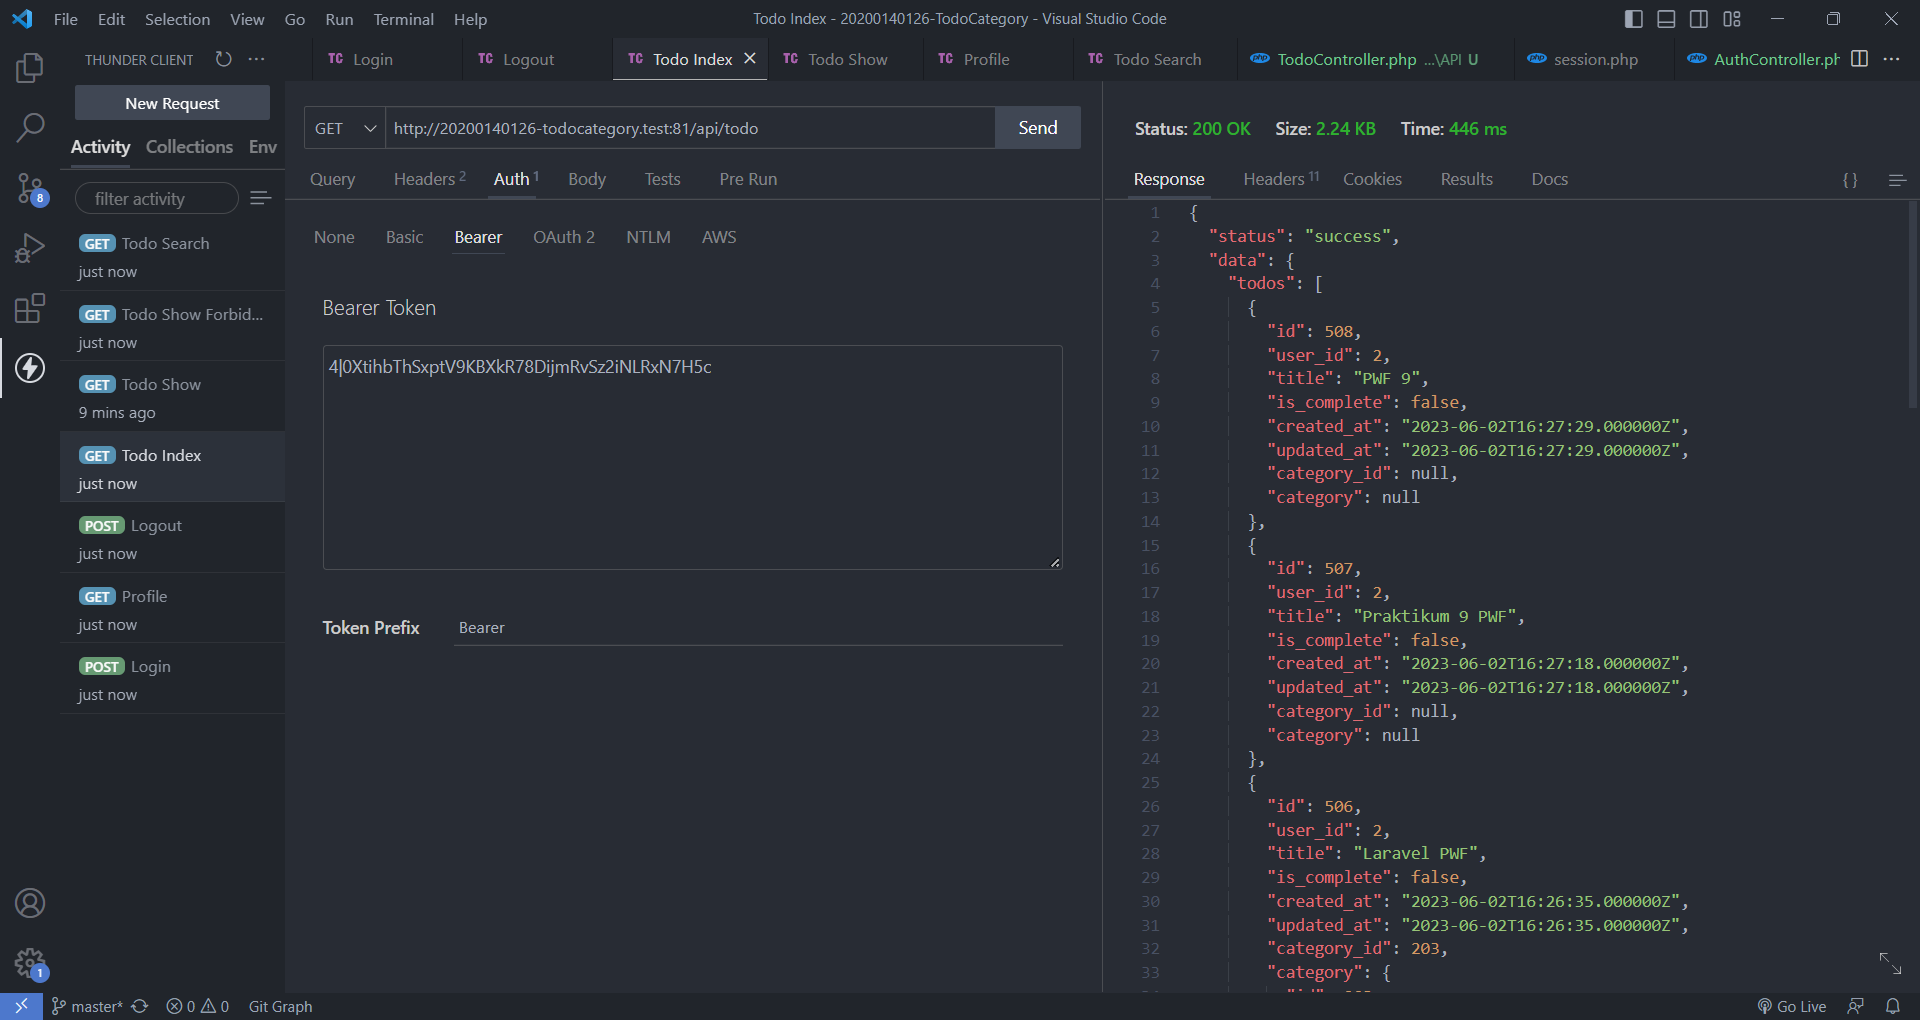 File Edit Selection View Go Run Terminal Help
Todo Index - 20200140126-TodoCategory - Visual Studio Code
THUNDER CLIENT
TC Login
TC Logout
TC Todo Index
TC Todo Show
TC Profile
TC Todo Search
php TodoController.php ...\API U
php session.php
php AuthController.ph
New Request
Activity Collections Env
filter activity
GET Todo Search
just now
GET Todo Show Forbid...
just now
GET Todo Show
9 mins ago
GET Todo Index
just now
POST Logout
just now
GET Profile
just now
POST Login
just now
8
1
GET http://20200140126-todocategory.test:81/api/todo Send
Query Headers 2 Auth 1 Body Tests Pre Run
None Basic Bearer OAuth 2 NTLM AWS
Bearer Token
4|0XtihbThSxptV9KBXkR78DijmRvSz2iNLRxN7H5c
Token Prefix Bearer
Status: 200 OK Size: 2.24 KB Time: 446 ms
Response Headers 11 Cookies Results Docs { }
1 {
2 "status": "success",
3 "data": {
4 "todos": [
5 {
6 "id": 508,
7 "user_id": 2,
8 "title": "PWF 9",
9 "is_complete": false,
10 "created_at": "2023-06-02T16:27:29.000000Z",
11 "updated_at": "2023-06-02T16:27:29.000000Z",
12 "category_id": null,
13 "category": null
14 },
15 {
16 "id": 507,
17 "user_id": 2,
18 "title": "Praktikum 9 PWF",
19 "is_complete": false,
20 "created_at": "2023-06-02T16:27:18.000000Z",
21 "updated_at": "2023-06-02T16:27:18.000000Z",
22 "category_id": null,
23 "category": null
24 },
25 {
26 "id": 506,
27 "user_id": 2,
28 "title": "Laravel PWF",
29 "is_complete": false,
30 "created_at": "2023-06-02T16:26:35.000000Z",
31 "updated_at": "2023-06-02T16:26:35.000000Z",
32 "category_id": 203,
33 "category": {
master* 0 0 Git Graph
Go Live